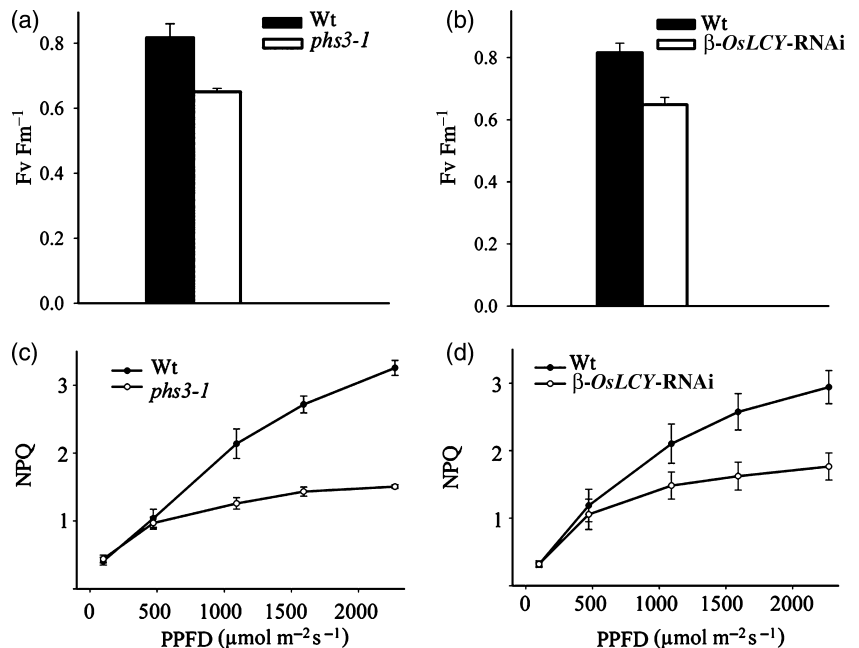 (a)
Wt
phs3-1
0.8
0.6
0.4
0.2
0.0
Fv Fm⁻¹
(b)
Wt
β-OsLCY-RNAi
0.8
0.6
0.4
0.2
0.0
Fv Fm⁻¹
(c)
Wt
phs3-1
3
2
1
NPQ
0 500 1000 1500 2000
PPFD (μmol m⁻² s⁻¹)
(d)
Wt
β-OsLCY-RNAi
3
2
1
NPQ
0 500 1000 1500 2000
PPFD (μmol m⁻² s⁻¹)